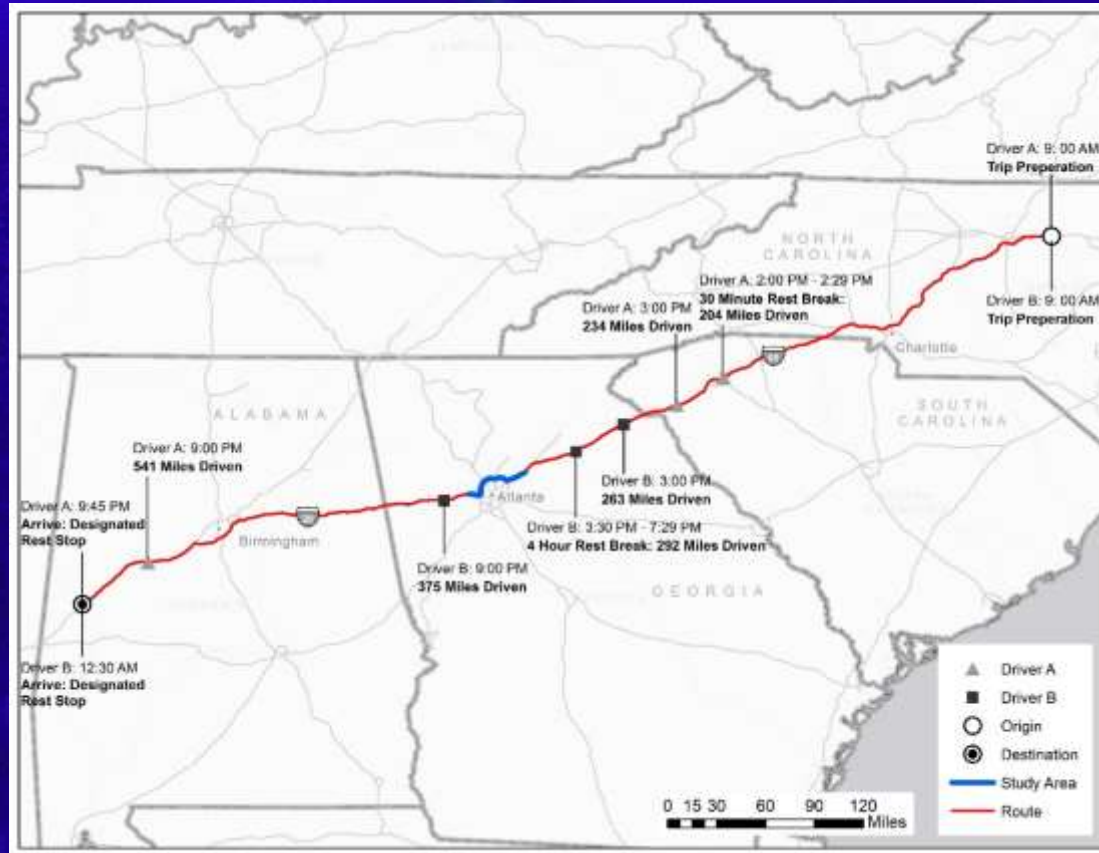 Driver A: 9: 00 AM
Trip Preperation
NORTH
CAROLINA
Driver A: 2:00 PM - 2:29 PM
30 Minute Rest Break:
204 Miles Driven
Driver A: 3:00 PM
234 Miles Driven
Driver B: 9: 00 AM
Trip Preperation
Charlotte
SOUTH
CAROLINA
ALABAMA
Driver A: 9:00 PM
541 Miles Driven
Driver B: 3:00 PM
263 Miles Driven
Atlanta
Driver A: 9:45 PM
Arrive: Designated
Rest Stop
Birmingham
Driver B: 3:30 PM - 7:29 PM
4 Hour Rest Break: 292 Miles Driven
Driver B: 9:00 PM
375 Miles Driven
GEORGIA
Driver B: 12:30 AM
Arrive: Designated
Rest Stop
Driver A
Driver B
Origin
Destination
Study Area
Route
0 15 30 60 90 120
Miles